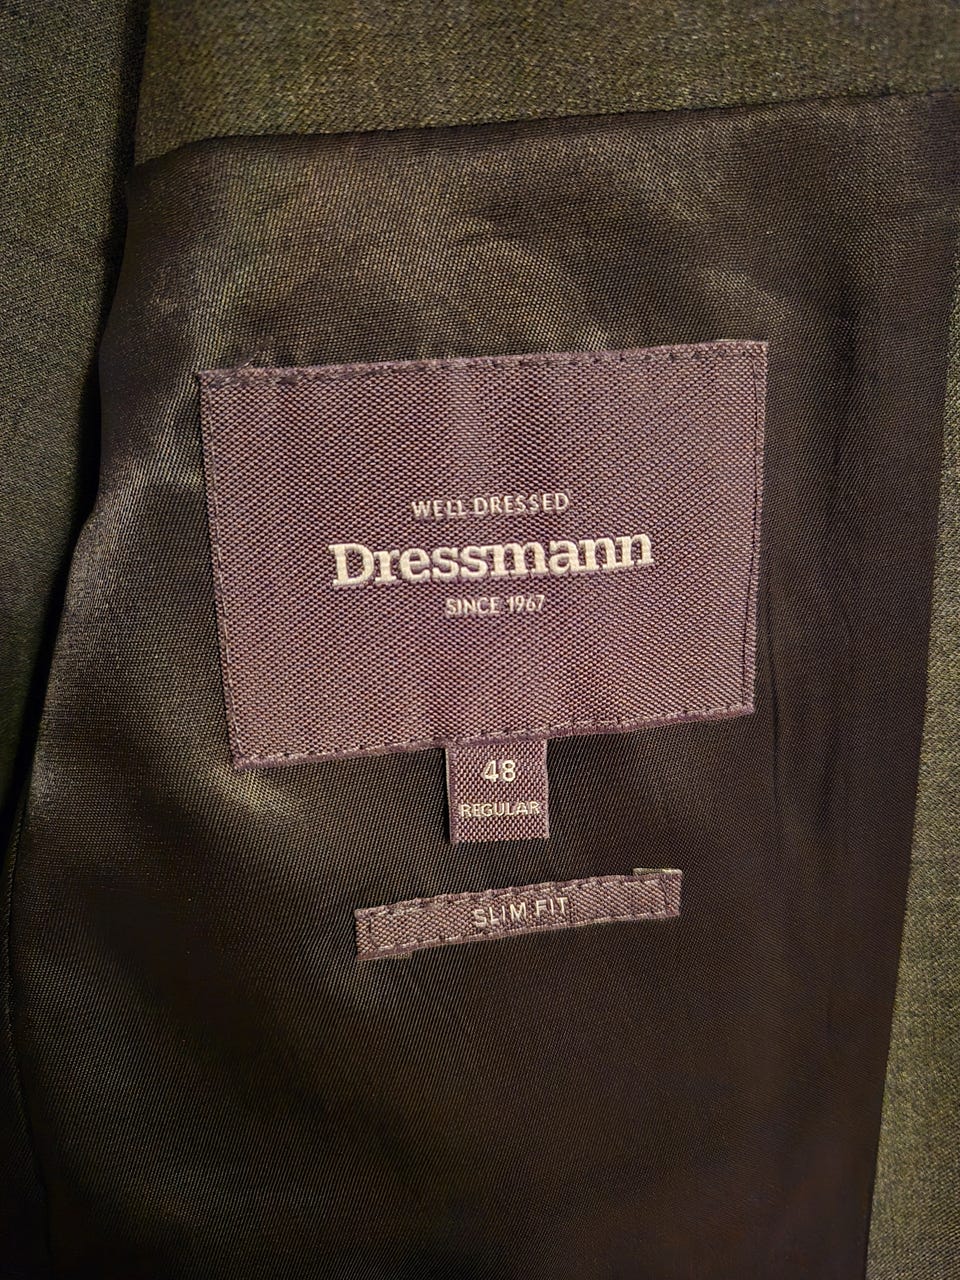 WELL DRESSED
Dressmann
SINCE 1967
48
REGULAR
SLIM FIT